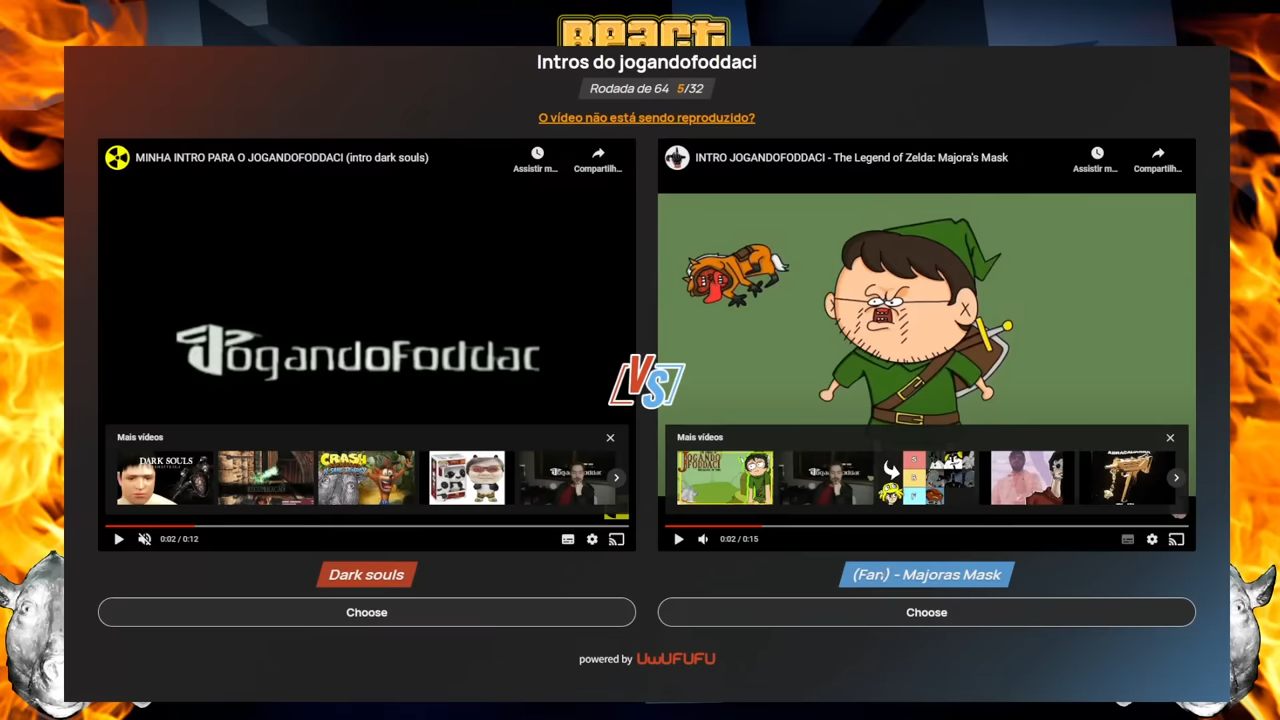 React
Intros do jogandofoddaci
Rodada de 64 5/32
O vídeo não está sendo reproduzido?
MINHA INTRO PARA O JOGANDOFODDACI (intro dark souls)
Assistir m...
Compartilh...
JogandoFoddac
Mais vídeos
DARK SOULS
CRASH
0:02 / 0:12
Dark souls
Choose
VS
INTRO JOGANDOFODDACI - The Legend of Zelda: Majora's Mask
Assistir m...
Compartilh...
Mais vídeos
JOGANDO
FODDACI
0:02 / 0:15
(Fan) - Majoras Mask
Choose
powered by UwUFUFU